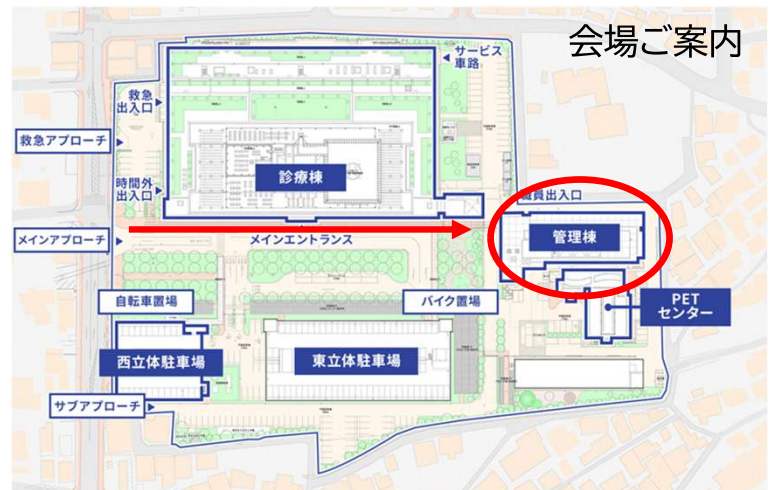 会場ご案内
サービス
車路
救急
出入口
救急アプローチ
診療棟
時間外
出入口
職員出入口
メインアプローチ
メインエントランス
管理棟
自転車置場
バイク置場
PET
センター
西立体駐車場
東立体駐車場
サブアプローチ